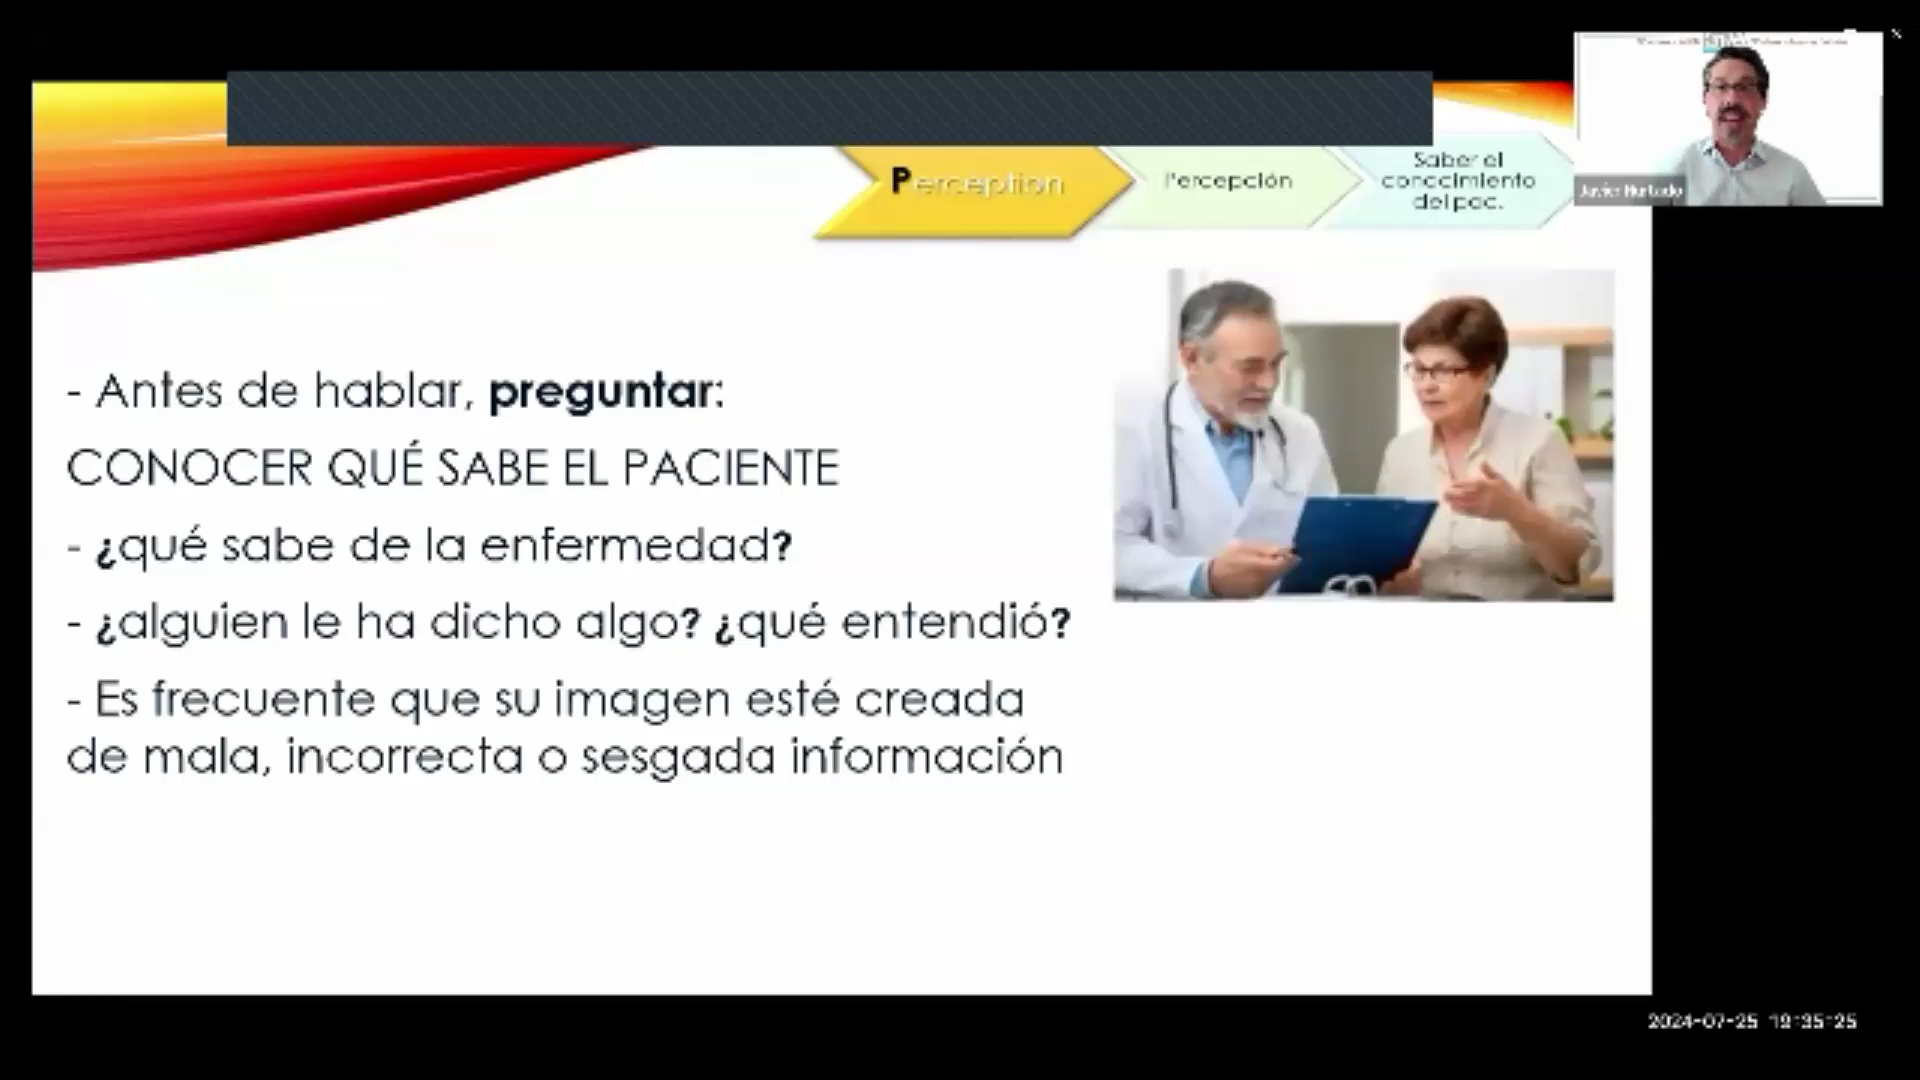 Perception
Percepción
Saber el
conocimiento
del pac.
Javier Hurtado
- Antes de hablar, preguntar:
CONOCER QUÉ SABE EL PACIENTE
- ¿qué sabe de la enfermedad?
- ¿alguien le ha dicho algo? ¿qué entendió?
- Es frecuente que su imagen esté creada
de mala, incorrecta o sesgada información
2024-07-25 19:35:25